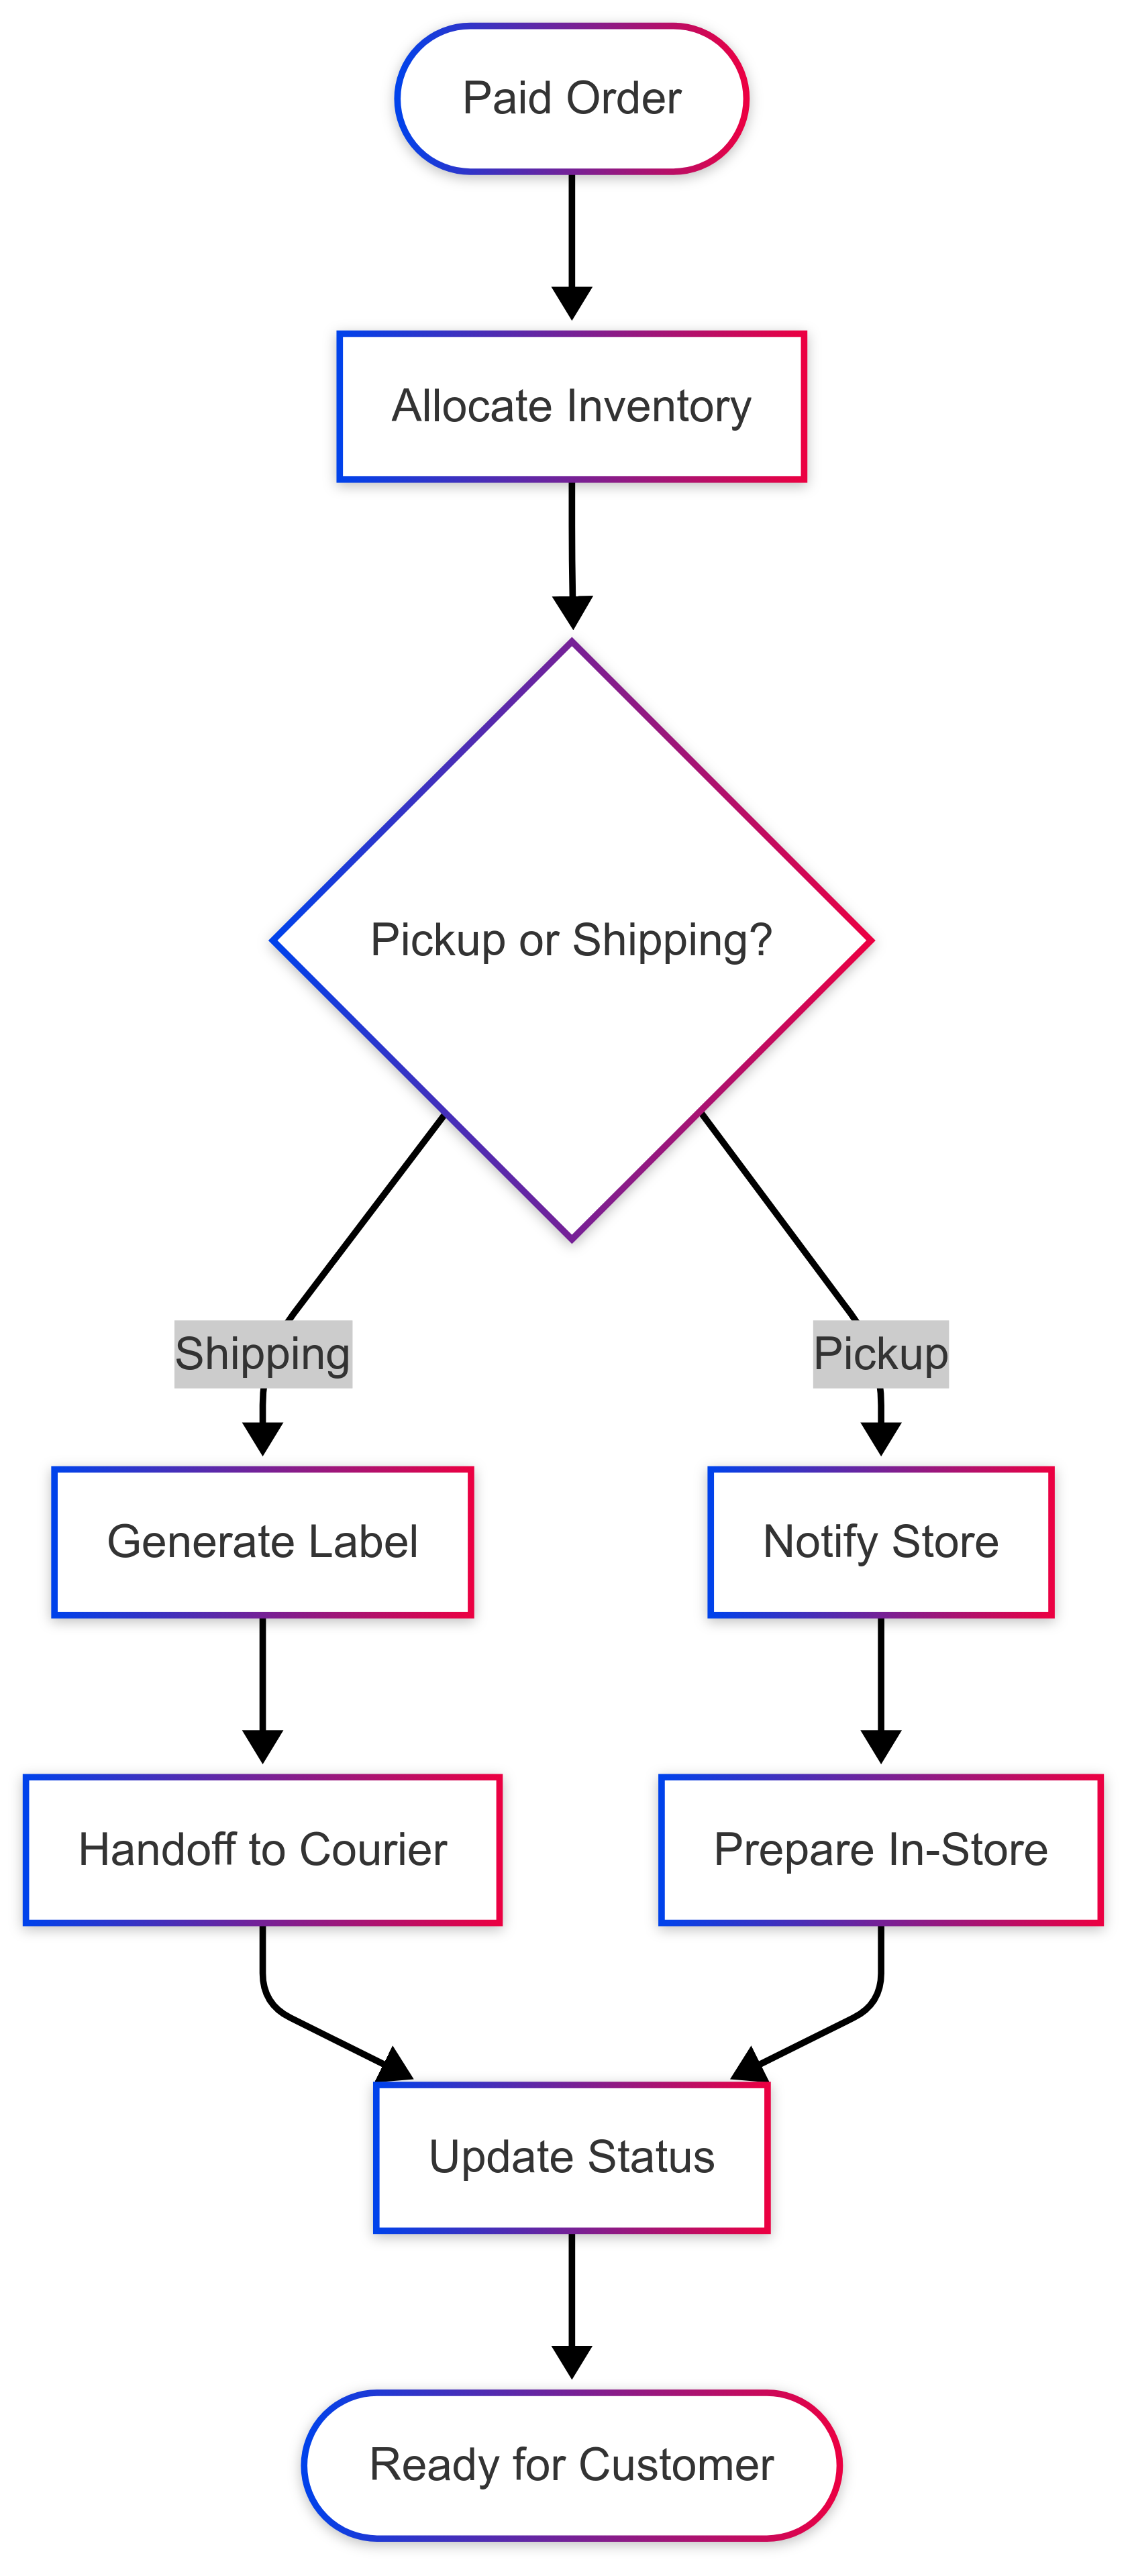 Paid Order
Allocate Inventory
Pickup or Shipping?
Shipping
Pickup
Generate Label
Notify Store
Handoff to Courier
Prepare In-Store
Update Status
Ready for Customer